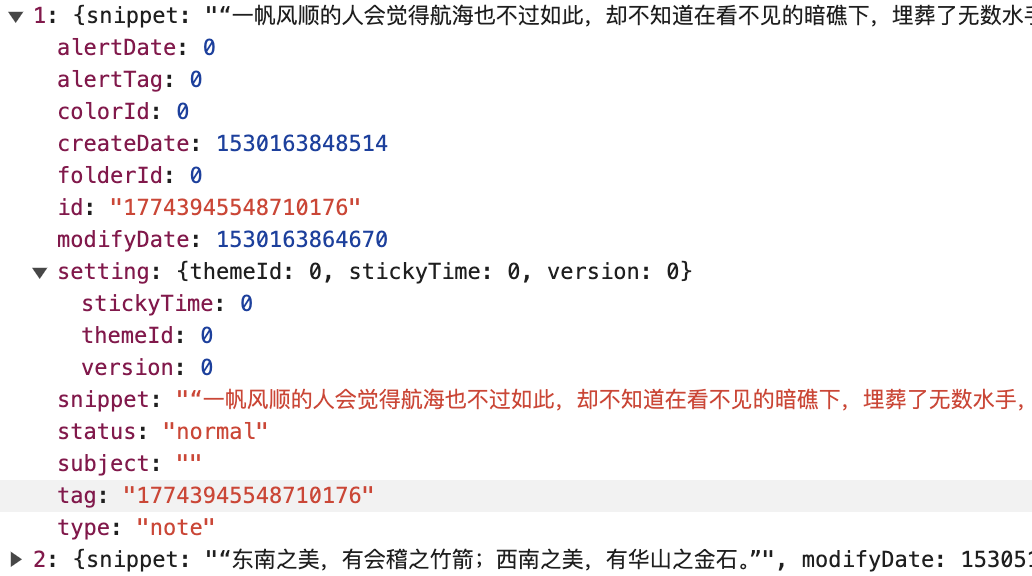 ▼ 1: {snippet: "“一帆风顺的人会觉得航海也不过如此，却不知道在看不见的暗礁下，埋葬了无数水手
alertDate: 0
alertTag: 0
colorId: 0
createDate: 1530163848514
folderId: 0
id: "17743945548710176"
modifyDate: 1530163864670
▼ setting: {themeId: 0, stickyTime: 0, version: 0}
stickyTime: 0
themeId: 0
version: 0
snippet: "“一帆风顺的人会觉得航海也不过如此，却不知道在看不见的暗礁下，埋葬了无数水手，
status: "normal"
subject: ""
tag: "17743945548710176"
type: "note"
▶ 2: {snippet: "“东南之美，有会稽之竹箭；西南之美，有华山之金石。”", modifyDate: 153051